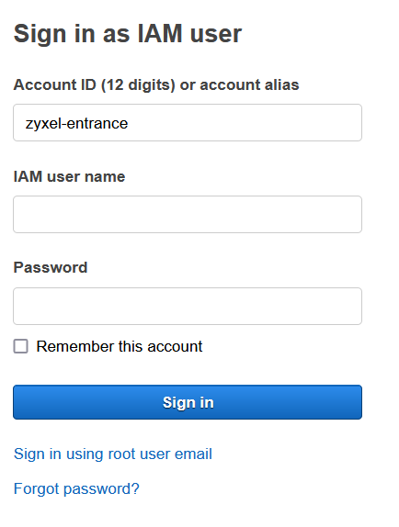 Sign in as IAM user
Account ID (12 digits) or account alias
zyxel-entrance
IAM user name
Password
Remember this account
Sign in
Sign in using root user email
Forgot password?